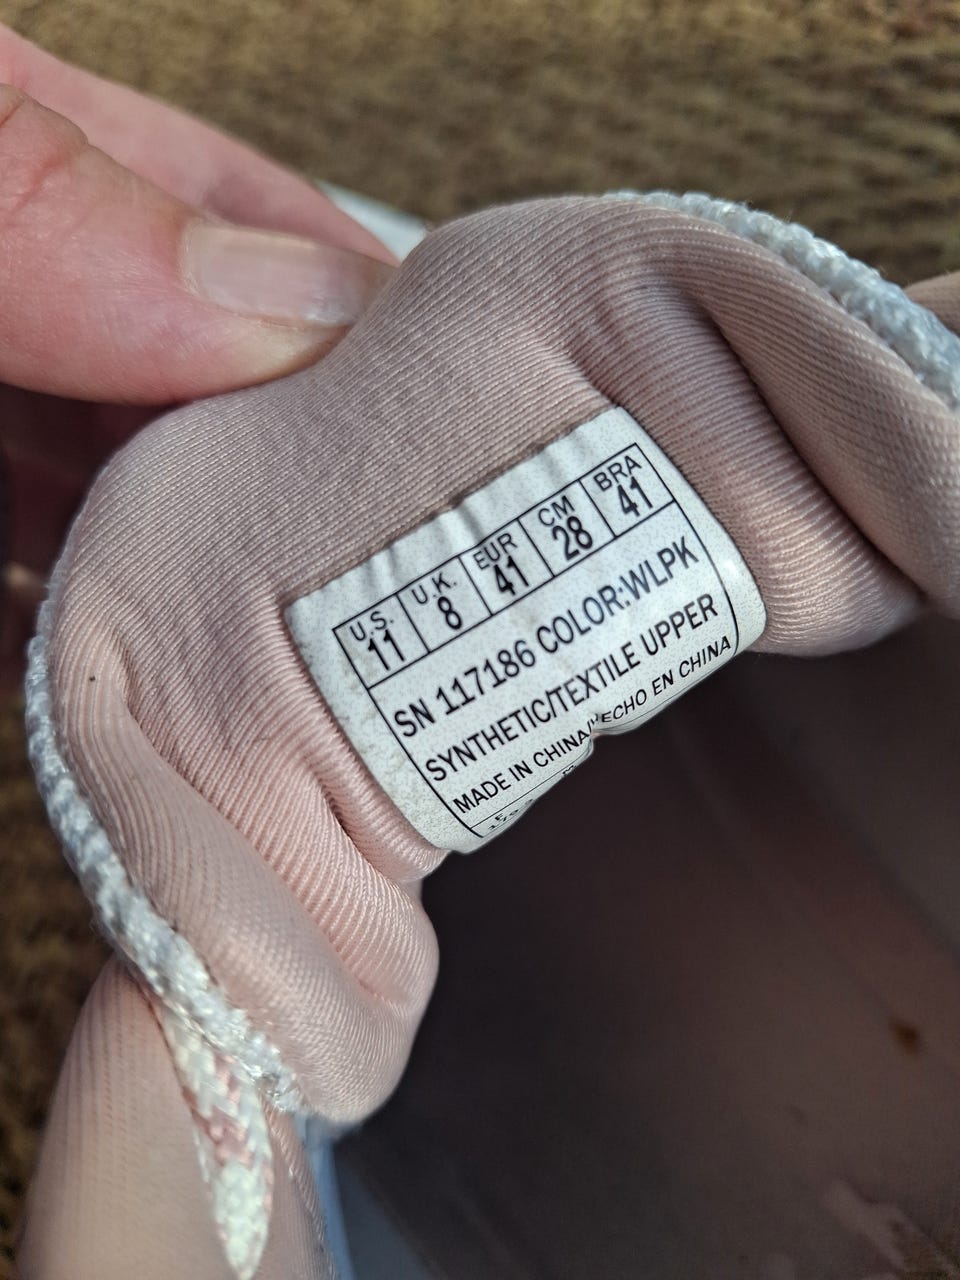 U.S. U.K. EUR CM BRA
11 8 41 28 41
SN 117186 COLOR:WLPK
SYNTHETIC/TEXTILE UPPER
MADE IN CHINA/HECHO EN CHINA